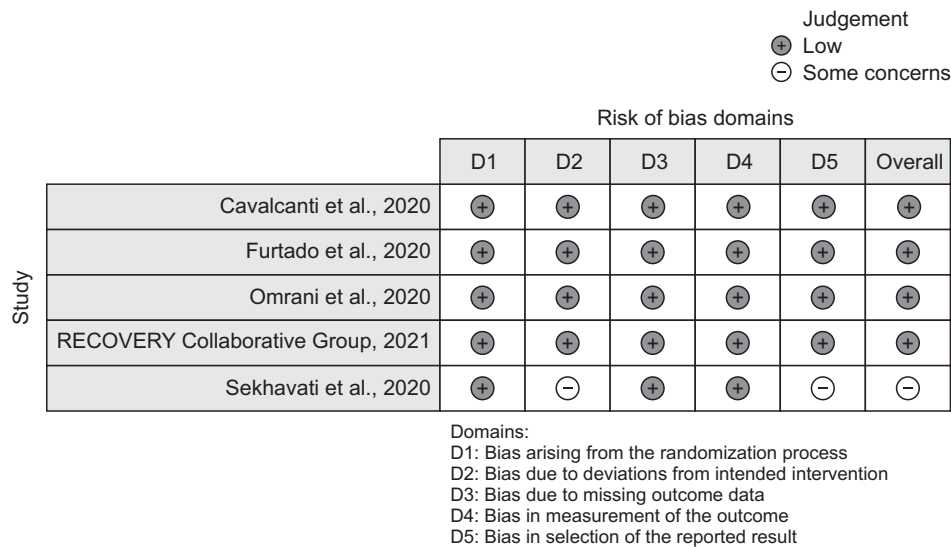 Judgement
+ Low
− Some concerns
Risk of bias domains
D1 D2 D3 D4 D5 Overall
Study
Cavalcanti et al., 2020 + + + + + +
Furtado et al., 2020 + + + + + +
Omrani et al., 2020 + + + + + +
RECOVERY Collaborative Group, 2021 + + + + + +
Sekhavati et al., 2020 + − + + − −
Domains:
D1: Bias arising from the randomization process
D2: Bias due to deviations from intended intervention
D3: Bias due to missing outcome data
D4: Bias in measurement of the outcome
D5: Bias in selection of the reported result